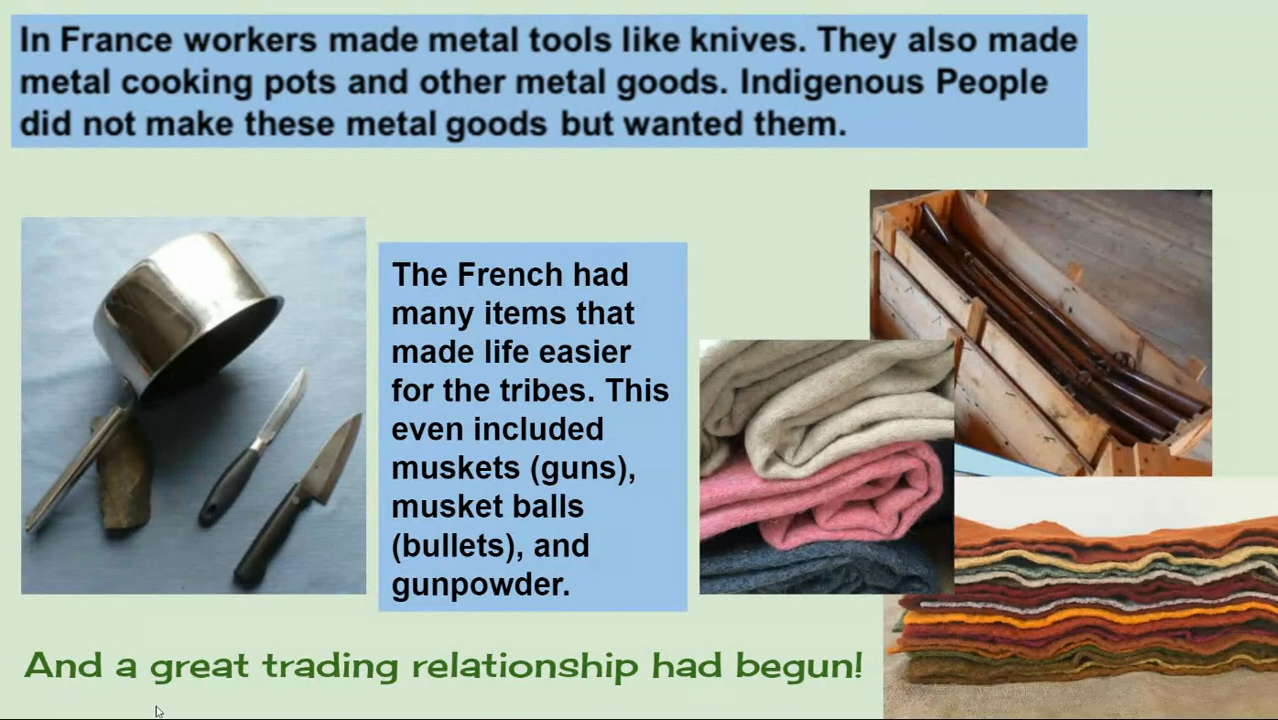 In France workers made metal tools like knives. They also made
metal cooking pots and other metal goods. Indigenous People
did not make these metal goods but wanted them.
The French had
many items that
made life easier
for the tribes. This
even included
muskets (guns),
musket balls
(bullets), and
gunpowder.
And a great trading relationship had begun!